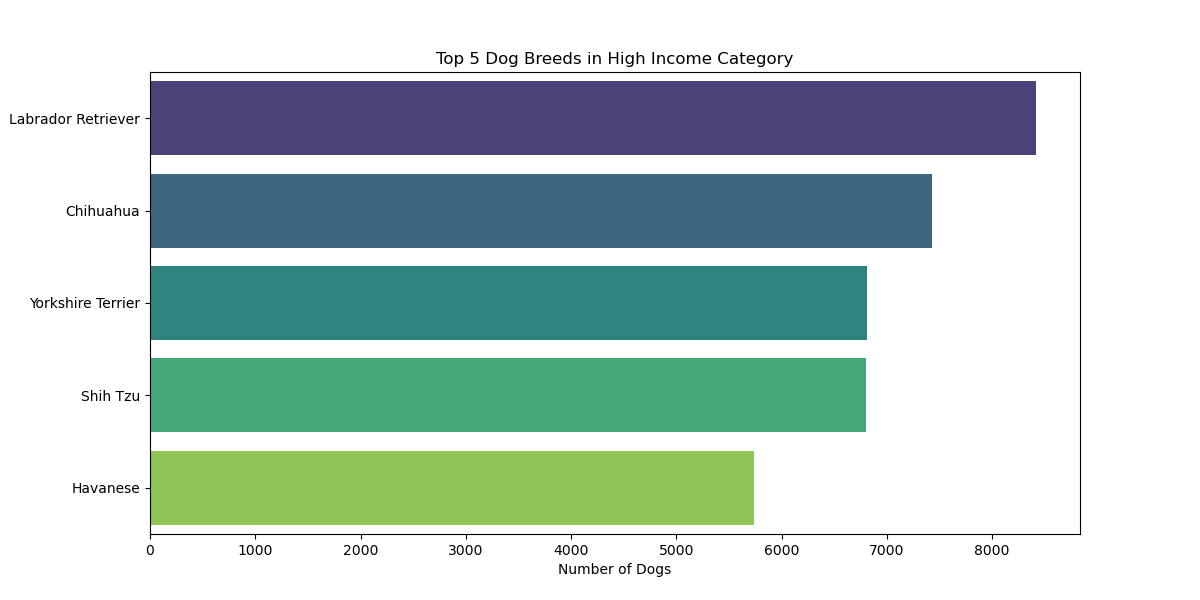 Top 5 Dog Breeds in High Income Category
Labrador Retriever
Chihuahua
Yorkshire Terrier
Shih Tzu
Havanese
0 1000 2000 3000 4000 5000 6000 7000 8000
Number of Dogs